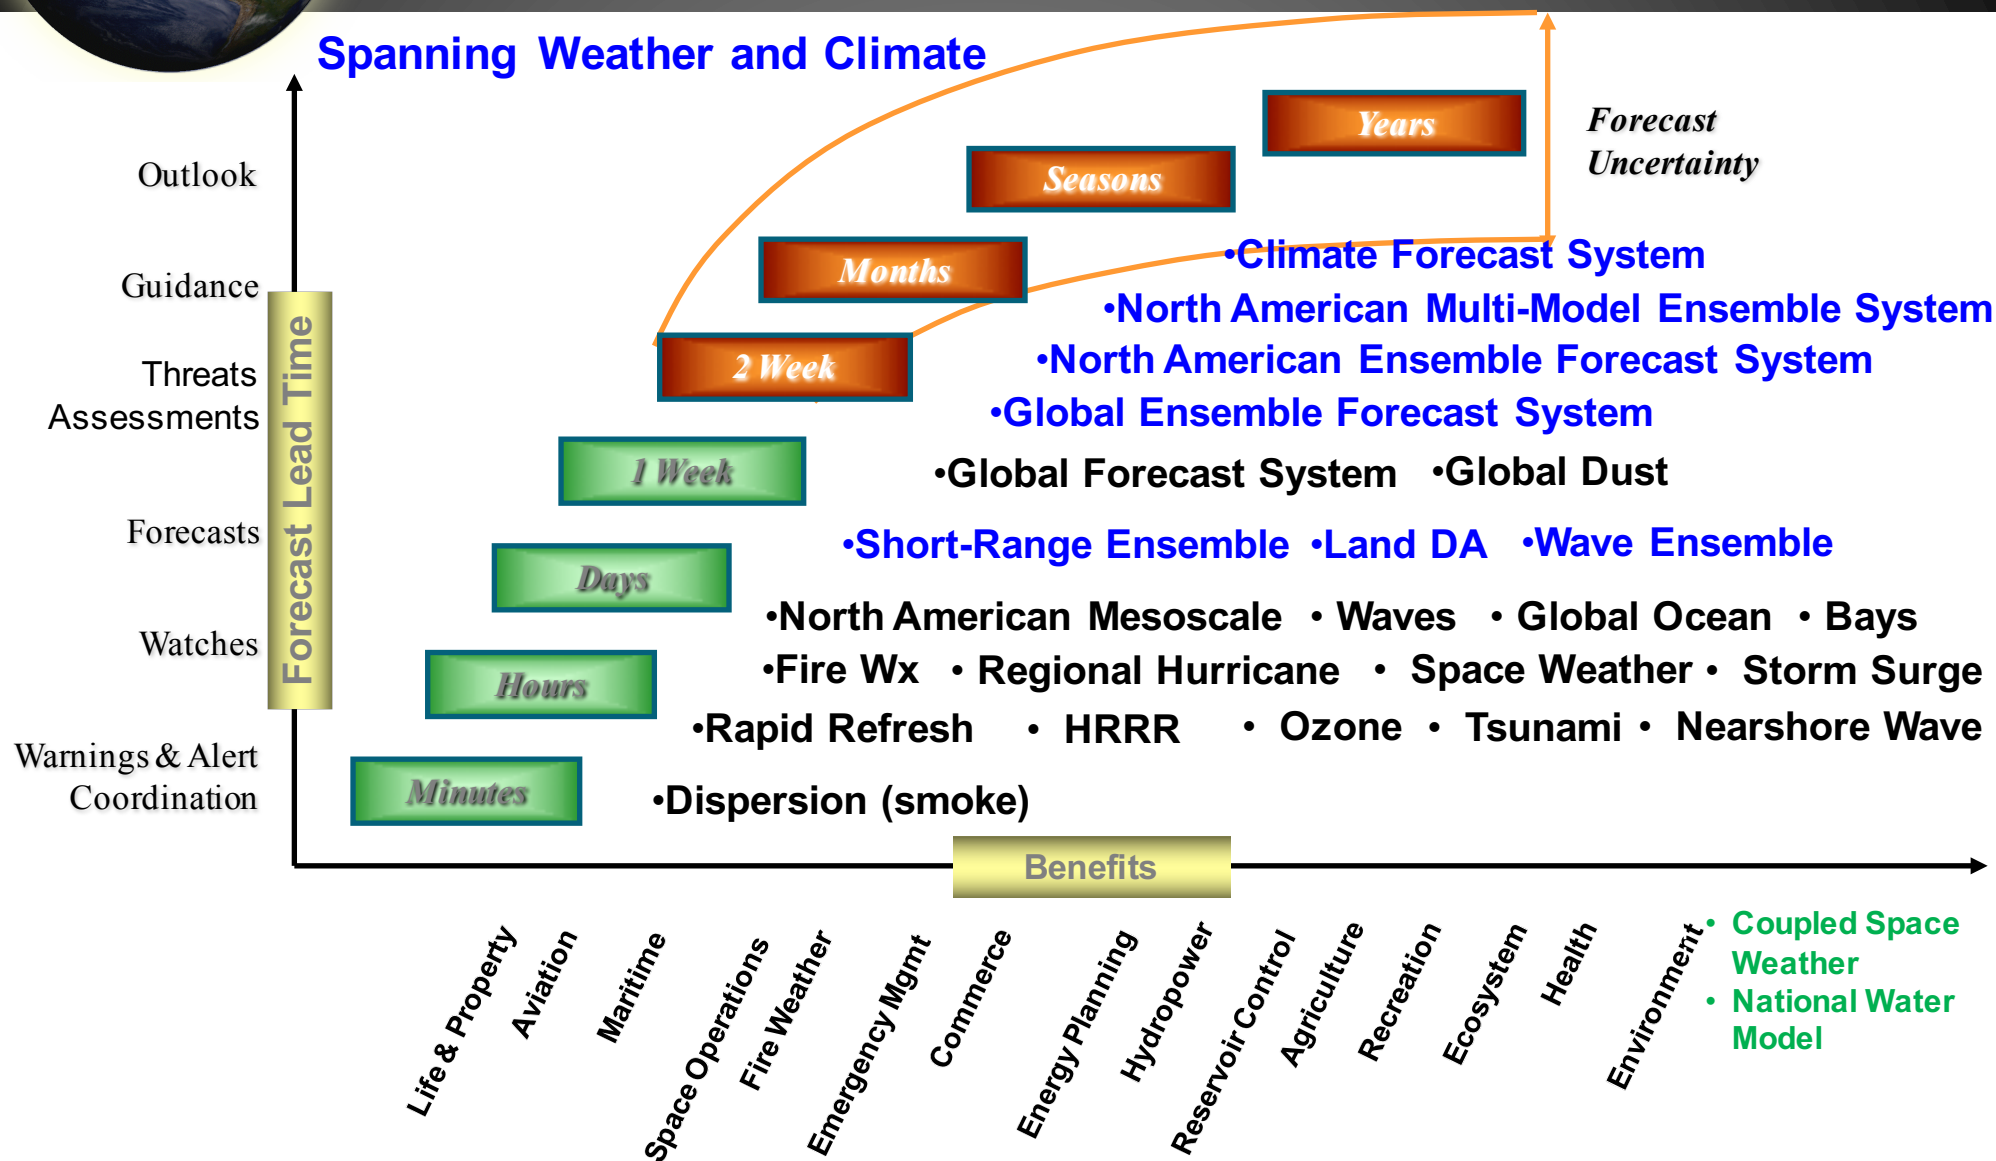 Spanning Weather and Climate
Years
Forecast
Uncertainty
Outlook
Seasons
•Climate Forecast System
Months
Guidance
•North American Multi-Model Ensemble System
2 Week
•North American Ensemble Forecast System
Threats
Assessments
•Global Ensemble Forecast System
Forecast Lead Time
1 Week
•Global Forecast System •Global Dust
Forecasts
•Short-Range Ensemble •Land DA •Wave Ensemble
Days
•North American Mesoscale • Waves • Global Ocean • Bays
Watches
Hours
•Fire Wx • Regional Hurricane • Space Weather • Storm Surge
•Rapid Refresh • HRRR • Ozone • Tsunami • Nearshore Wave
Warnings & Alert
Coordination
Minutes
•Dispersion (smoke)
Benefits
Life & Property
Aviation
Maritime
Space Operations
Fire Weather
Emergency Mgmt
Commerce
Energy Planning
Hydropower
Reservoir Control
Agriculture
Recreation
Ecosystem
Health
Environment
• Coupled Space
Weather
• National Water
Model